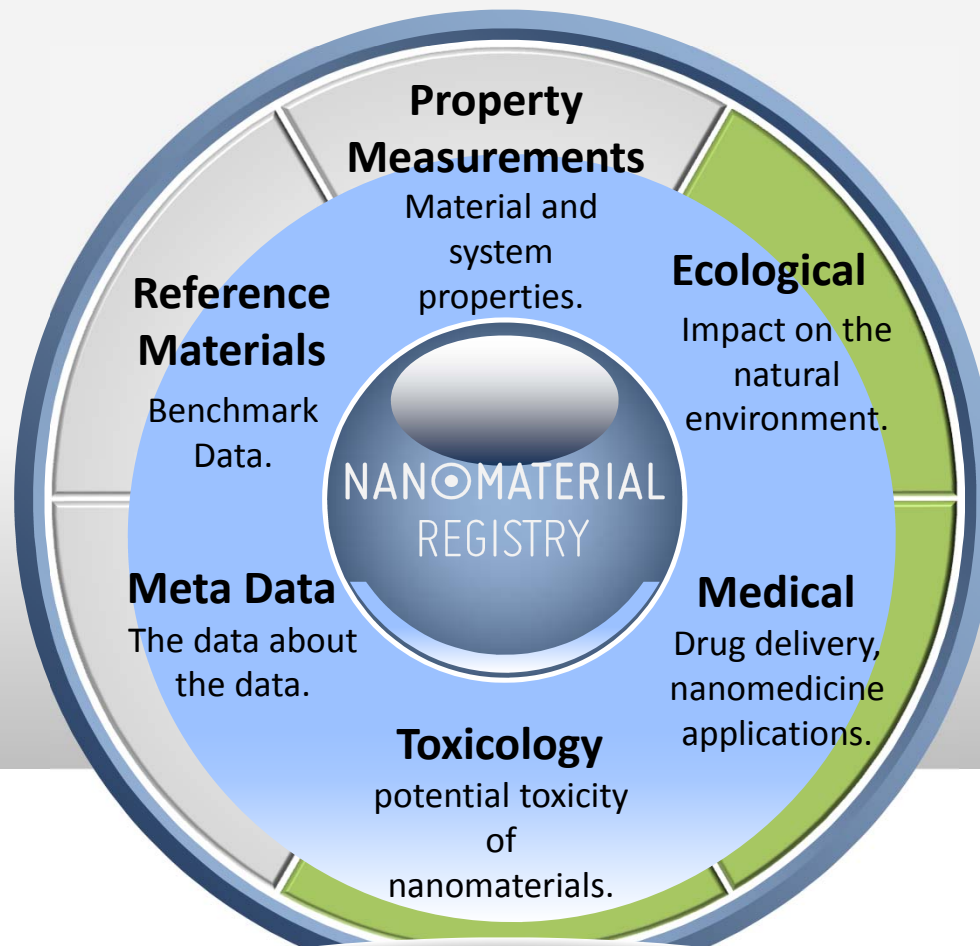 Property
Measurements
Material and
system
properties.
Ecological
Impact on the
natural
environment.
Medical
Drug delivery,
nanomedicine
applications.
Toxicology
potential toxicity
of
nanomaterials.
Meta Data
The data about
the data.
Reference
Materials
Benchmark
Data.
NANOMATERIAL
REGISTRY